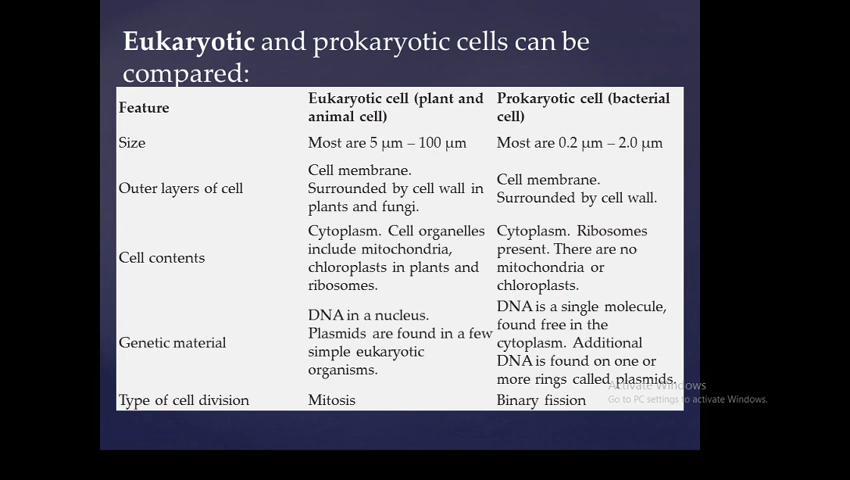 Eukaryotic and prokaryotic cells can be
compared:
Feature
Eukaryotic cell (plant and
animal cell)
Prokaryotic cell (bacterial
cell)
Size
Most are 5 μm – 100 μm
Most are 0.2 μm – 2.0 μm
Outer layers of cell
Cell membrane.
Surrounded by cell wall in
plants and fungi.
Cell membrane.
Surrounded by cell wall.
Cell contents
Cytoplasm. Cell organelles
include mitochondria,
chloroplasts in plants and
ribosomes.
Cytoplasm. Ribosomes
present. There are no
mitochondria or
chloroplasts.
Genetic material
DNA in a nucleus.
Plasmids are found in a few
simple eukaryotic
organisms.
DNA is a single molecule,
found free in the
cytoplasm. Additional
DNA is found on one or
more rings called plasmids.
Type of cell division
Mitosis
Binary fission
Activate Windows
Go to PC settings to activate Windows.